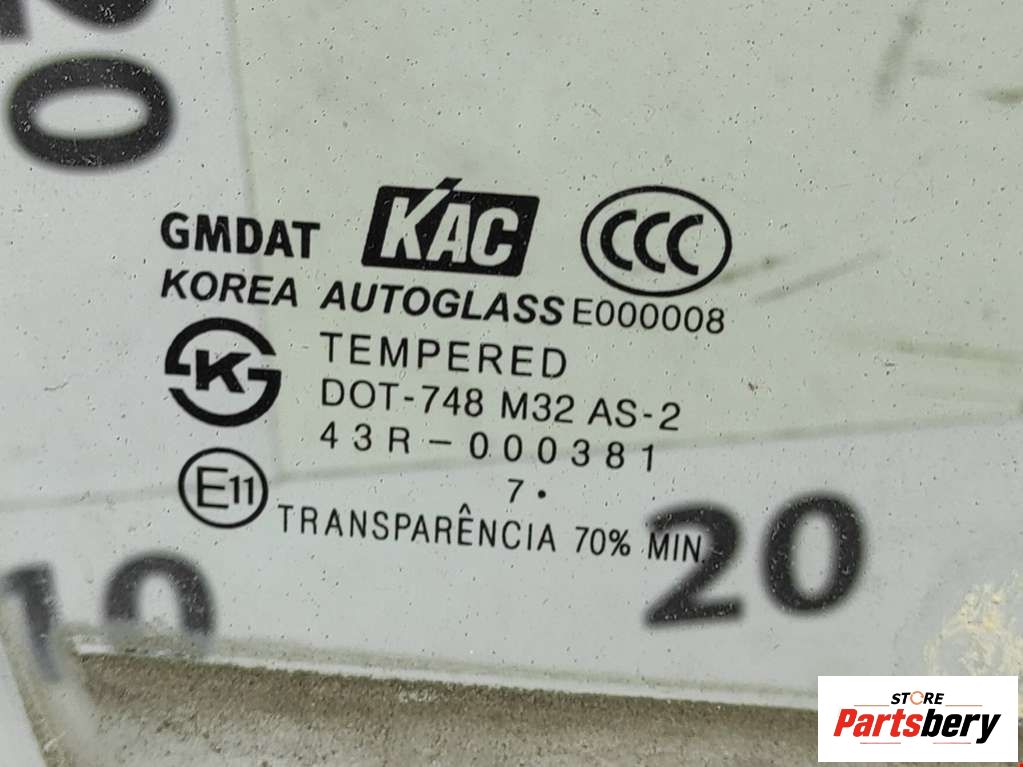 20
GMDAT KAC CCC
KOREA AUTOGLASS E000008
K TEMPERED
DOT-748 M32 AS-2
43R-000381
E11 7 •
TRANSPARÊNCIA 70% MIN
10 20
STORE
Partsbery